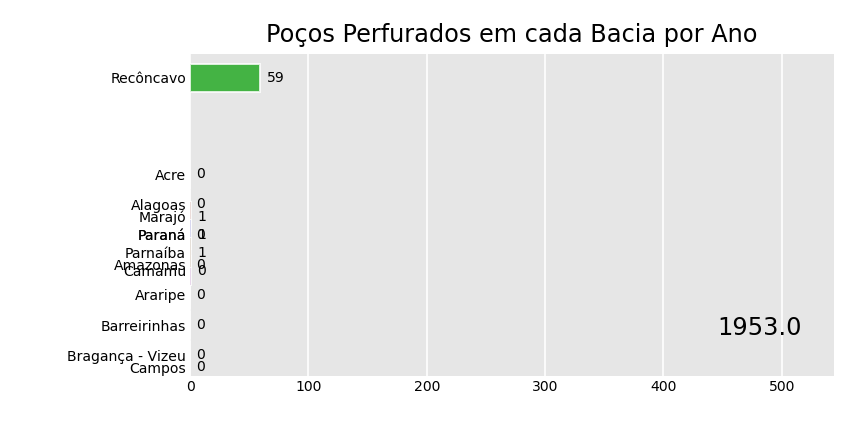 Poços Perfurados em cada Bacia por Ano
Recôncavo 59
Acre 0
Alagoas 0
Marajó 1
Paraná 1
Parnaíba 1
Amazonas 0
Camamu 0
Araripe 0
Barreirinhas 0
1953.0
Bragança - Vizeu 0
Campos 0
0 100 200 300 400 500